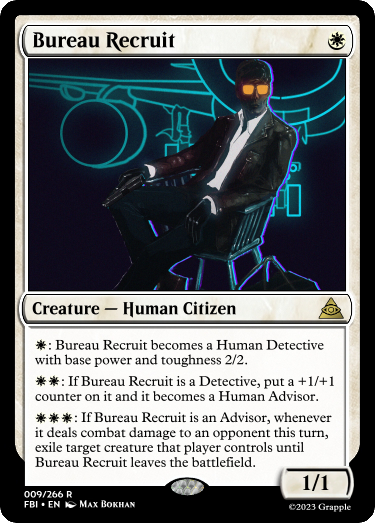 Bureau Recruit
Creature — Human Citizen
: Bureau Recruit becomes a Human Detective
with base power and toughness 2/2.
: If Bureau Recruit is a Detective, put a +1/+1
counter on it and it becomes a Human Advisor.
: If Bureau Recruit is an Advisor, whenever
it deals combat damage to an opponent this turn,
exile target creature that player controls until
Bureau Recruit leaves the battlefield.
1/1
009/266 R
FBI • EN Max Bokhan
©2023 Grapple